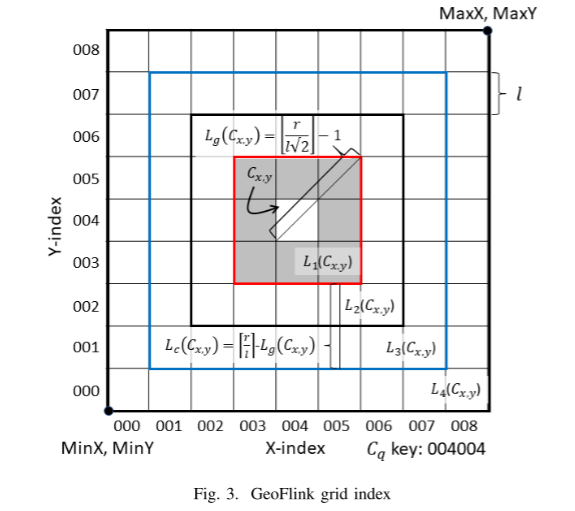 MaxX, MaxY
008
007
l
006
L_g(C_{x,y}) = ⌊r / l√2⌋ − 1
005
C_{x,y}
004
Y-index
003
L_1(C_{x,y})
002
L_2(C_{x,y})
001
L_c(C_{x,y}) = ⌈r / l⌉-L_g(C_{x,y})
L_3(C_{x,y})
000
L_4(C_{x,y})
000 001 002 003 004 005 006 007 008
MinX, MinY
X-index
C_q key: 004004
Fig. 3. GeoFlink grid index